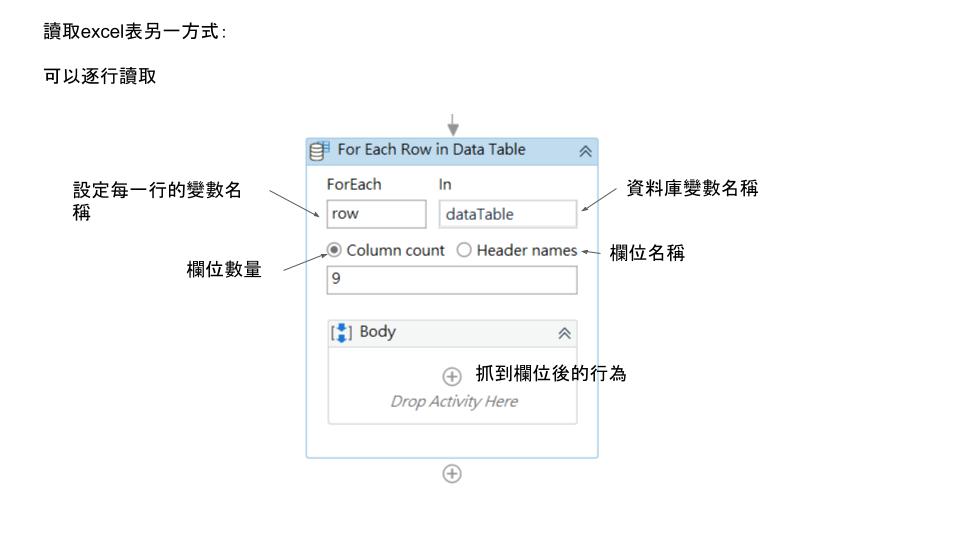 讀取excel表另一方式：
可以逐行讀取
For Each Row in Data Table
ForEach
In
設定每一行的變數名
稱
資料庫變數名稱
row
dataTable
Column count
Header names
欄位名稱
欄位數量
9
Body
抓到欄位後的行為
Drop Activity Here